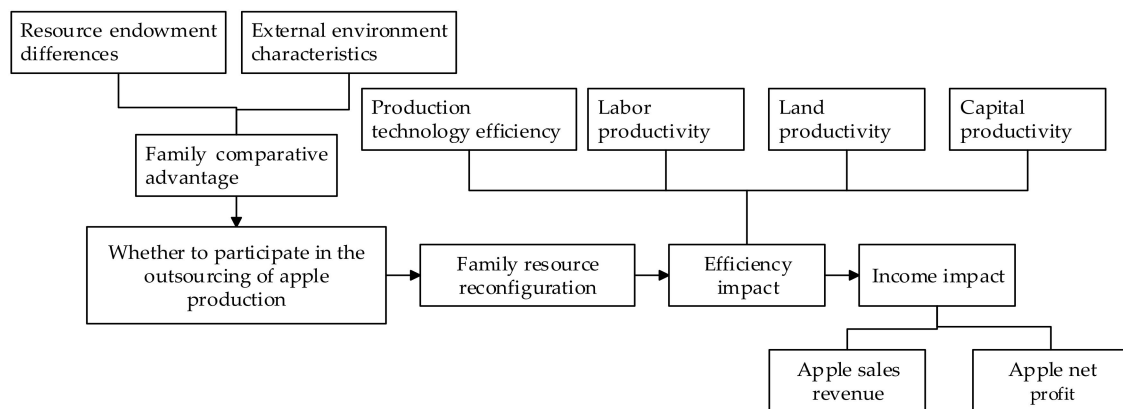 Resource endowment
differences
External environment
characteristics
Production
technology efficiency
Labor
productivity
Land
productivity
Capital
productivity
Family comparative
advantage
Whether to participate in the
outsourcing of apple
production
Family resource
reconfiguration
Efficiency
impact
Income impact
Apple sales
revenue
Apple net
profit